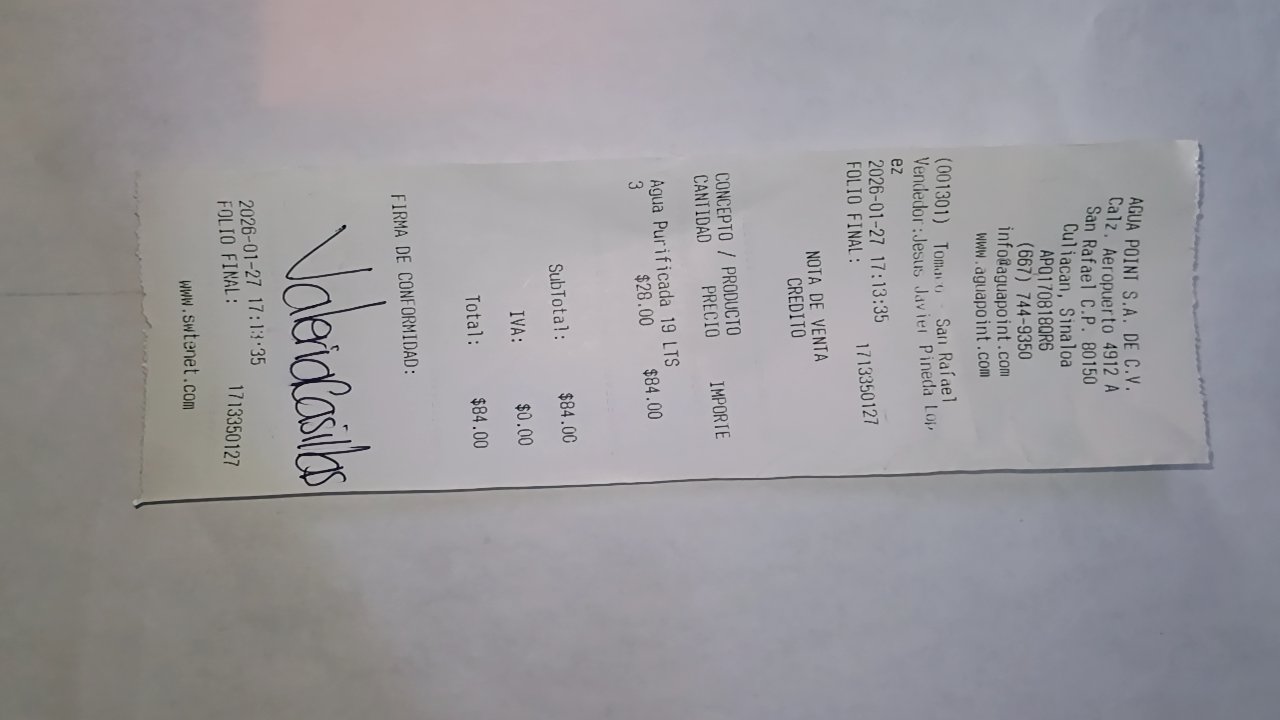 AGUA POINT S.A. DE C.V.
Calz. Aeropuerto 4912 A
San Rafael C.P. 80150
Culiacan, Sinaloa
APO170818QR6
(667) 744-9350
info@aguapoint.com
www.aguapoint.com
(001301) - San Rafael
Vendedor:Jesus Javier Pineda Lop
ez
2026-01-27 17:13:35
FOLIO FINAL: 1713350127
NOTA DE VENTA
CREDITO
CONCEPTO / PRODUCTO
CANTIDAD PRECIO IMPORTE
Agua Purificada 19 LTS
3 $28.00 $84.00
SubTotal: $84.00
IVA: $0.00
Total: $84.00
FIRMA DE CONFORMIDAD:
Valeria Casillas
2026-01-27 17:13:35
FOLIO FINAL: 1713350127
www.swtenet.com